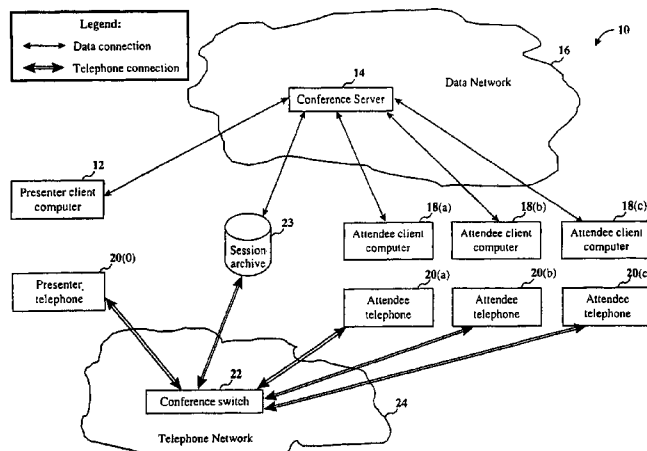 Legend:
Data connection
Telephone connection
10
16
14
Data Network
Conference Server
12
Presenter client
computer
23
Session
archive
18(a)
Attendee client
computer
18(b)
Attendee client
computer
18(c)
Attendee client
computer
20(0)
Presenter
telephone
20(a)
Attendee
telephone
20(b)
Attendee
telephone
20(c
Attendee
telephone
22
Conference switch
24
Telephone Network